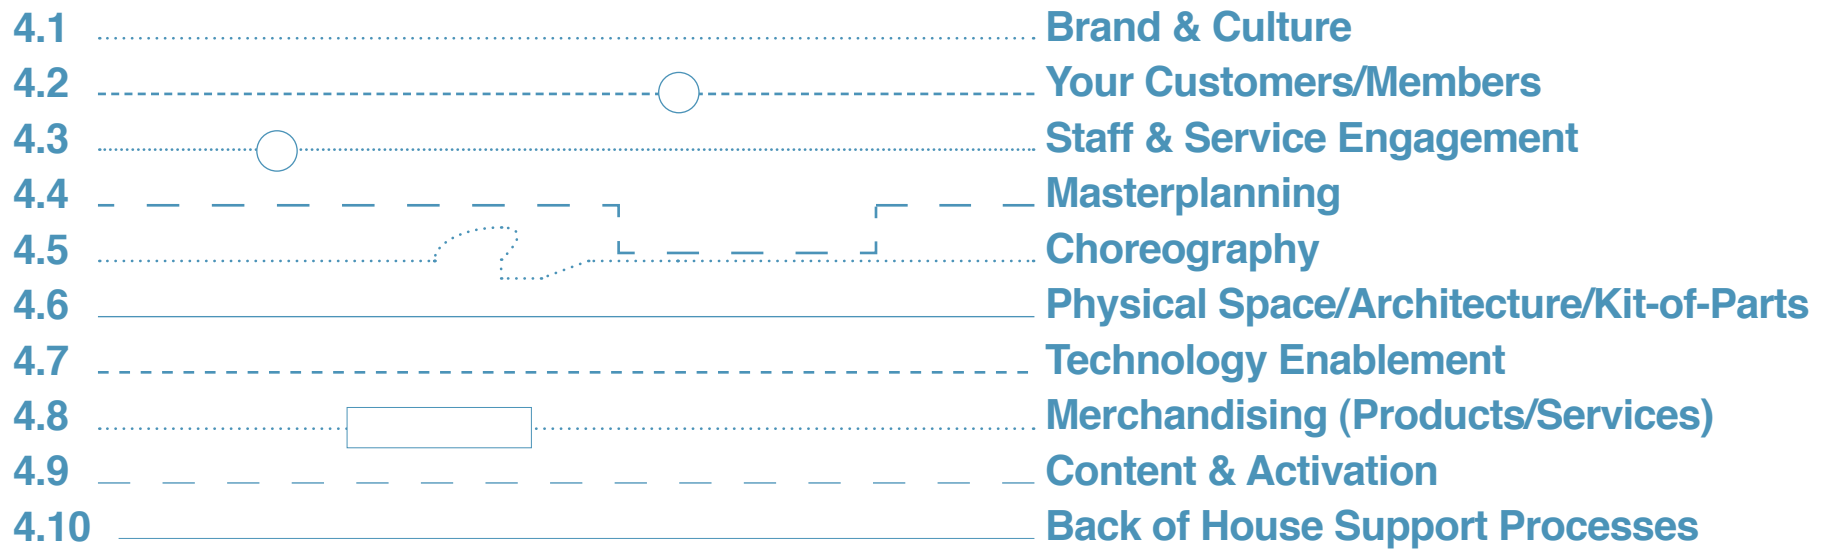 4.1 Brand & Culture
4.2 Your Customers/Members
4.3 Staff & Service Engagement
4.4 Masterplanning
4.5 Choreography
4.6 Physical Space/Architecture/Kit-of-Parts
4.7 Technology Enablement
4.8 Merchandising (Products/Services)
4.9 Content & Activation
4.10 Back of House Support Processes